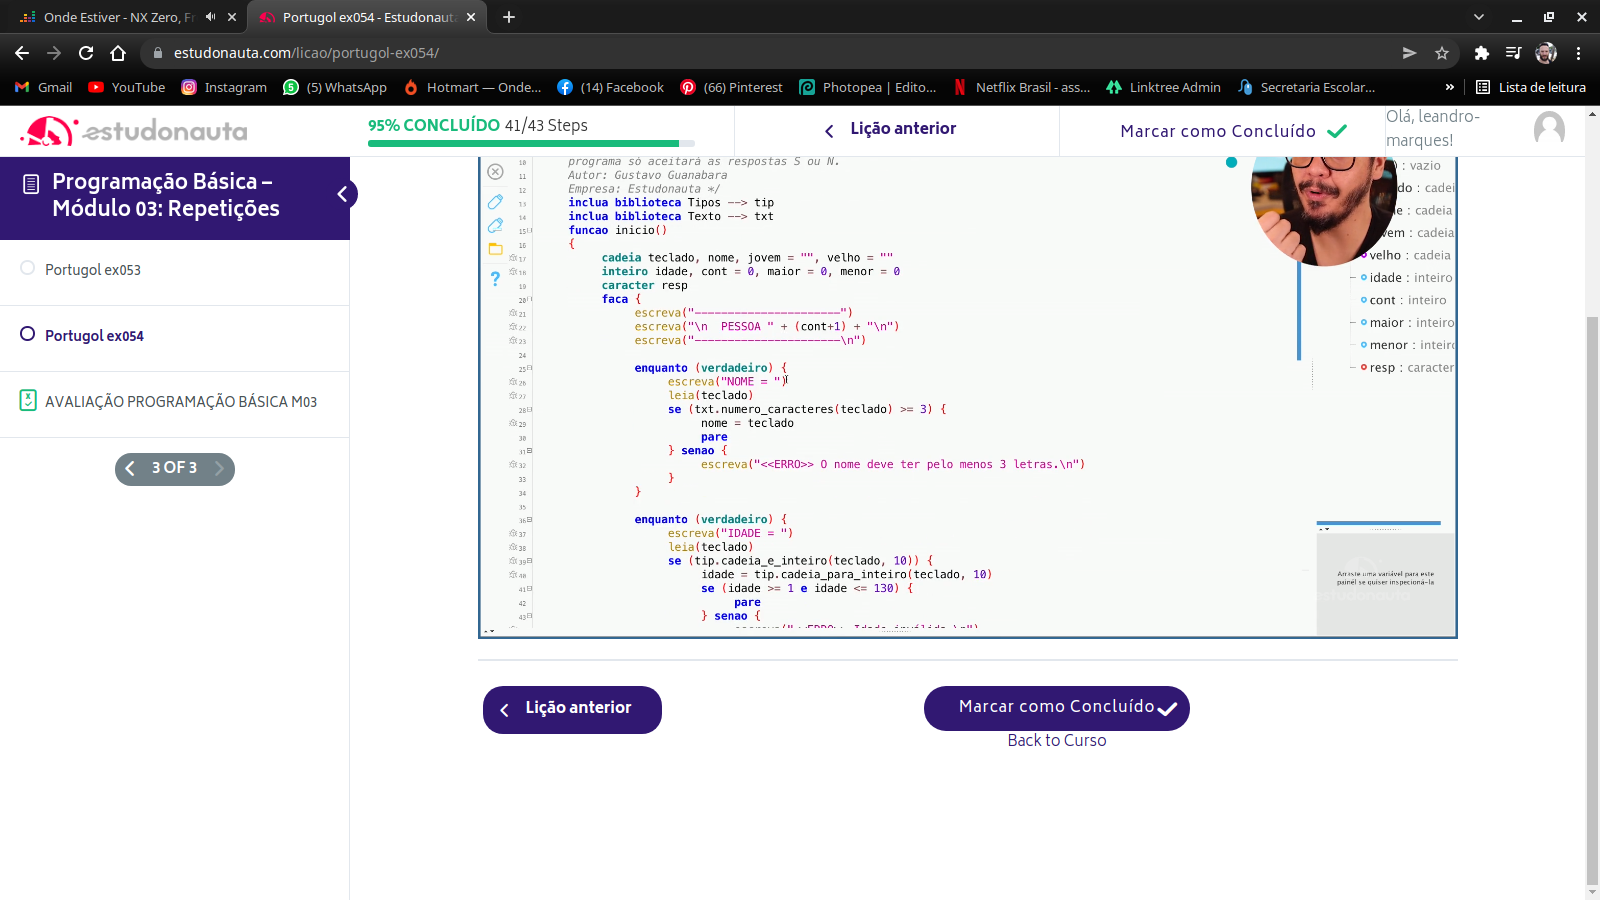 Onde Estiver - NX Zero, Fr
Portugol ex054 - Estudonauta
estudonauta.com/licao/portugol-ex054/
Gmail
YouTube
Instagram
(5) WhatsApp
Hotmart — Onde...
(14) Facebook
(66) Pinterest
Photopea | Edito...
Netflix Brasil - ass...
Linktree Admin
Secretaria Escolar...
»
Lista de leitura
estudonauta
95% CONCLUÍDO 41/43 Steps
Lição anterior
Marcar como Concluído
Olá, leandro-
marques!
Programação Básica –
Módulo 03: Repetições
Portugol ex053
Portugol ex054
AVALIAÇÃO PROGRAMAÇÃO BÁSICA M03
3 OF 3
10 programa só aceitará as respostas S ou N.
11 Autor: Gustavo Guanabara
12 Empresa: Estudonauta */
13 inclua biblioteca Tipos --> tip
14 inclua biblioteca Texto --> txt
15 funcao inicio()
16 {
17 cadeia teclado, nome, jovem = "", velho = ""
18 inteiro idade, cont = 0, maior = 0, menor = 0
19 caracter resp
20 faca {
21 escreva("----------------------")
22 escreva("\n  PESSOA " + (cont+1) + "\n")
23 escreva("----------------------\n")
24
25 enquanto (verdadeiro) {
26 escreva("NOME = ")
27 leia(teclado)
28 se (txt.numero_caracteres(teclado) >= 3) {
29 nome = teclado
30 pare
31 } senao {
32 escreva("<<ERRO>> O nome deve ter pelo menos 3 letras.\n")
33 }
34 }
35
36 enquanto (verdadeiro) {
37 escreva("IDADE = ")
38 leia(teclado)
39 se (tip.cadeia_e_inteiro(teclado, 10)) {
40 idade = tip.cadeia_para_inteiro(teclado, 10)
41 se (idade >= 1 e idade <= 130) {
42 pare
43 } senao {
escreva("<<ERRO>> Idade inválida.\n")
: vazio
do : cadei
e : cadeia
vem : cadeia
velho : cadeia
idade : inteiro
cont : inteiro
maior : inteiro
menor : inteiro
resp : caracter
Arraste uma variável para este
painél se quiser inspecioná-la
estudonauta
Lição anterior
Marcar como Concluído
Back to Curso